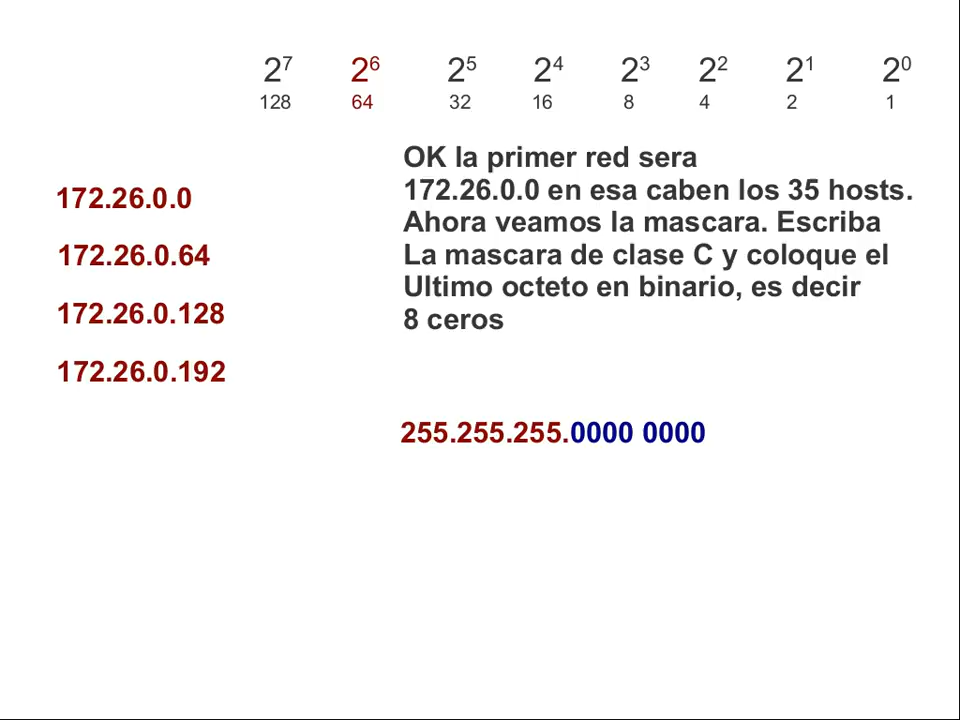 2⁷ 2⁶ 2⁵ 2⁴ 2³ 2² 2¹ 2⁰
128 64 32 16 8 4 2 1
172.26.0.0
172.26.0.64
172.26.0.128
172.26.0.192
OK la primer red sera
172.26.0.0 en esa caben los 35 hosts.
Ahora veamos la mascara. Escriba
La mascara de clase C y coloque el
Ultimo octeto en binario, es decir
8 ceros
255.255.255.0000 0000